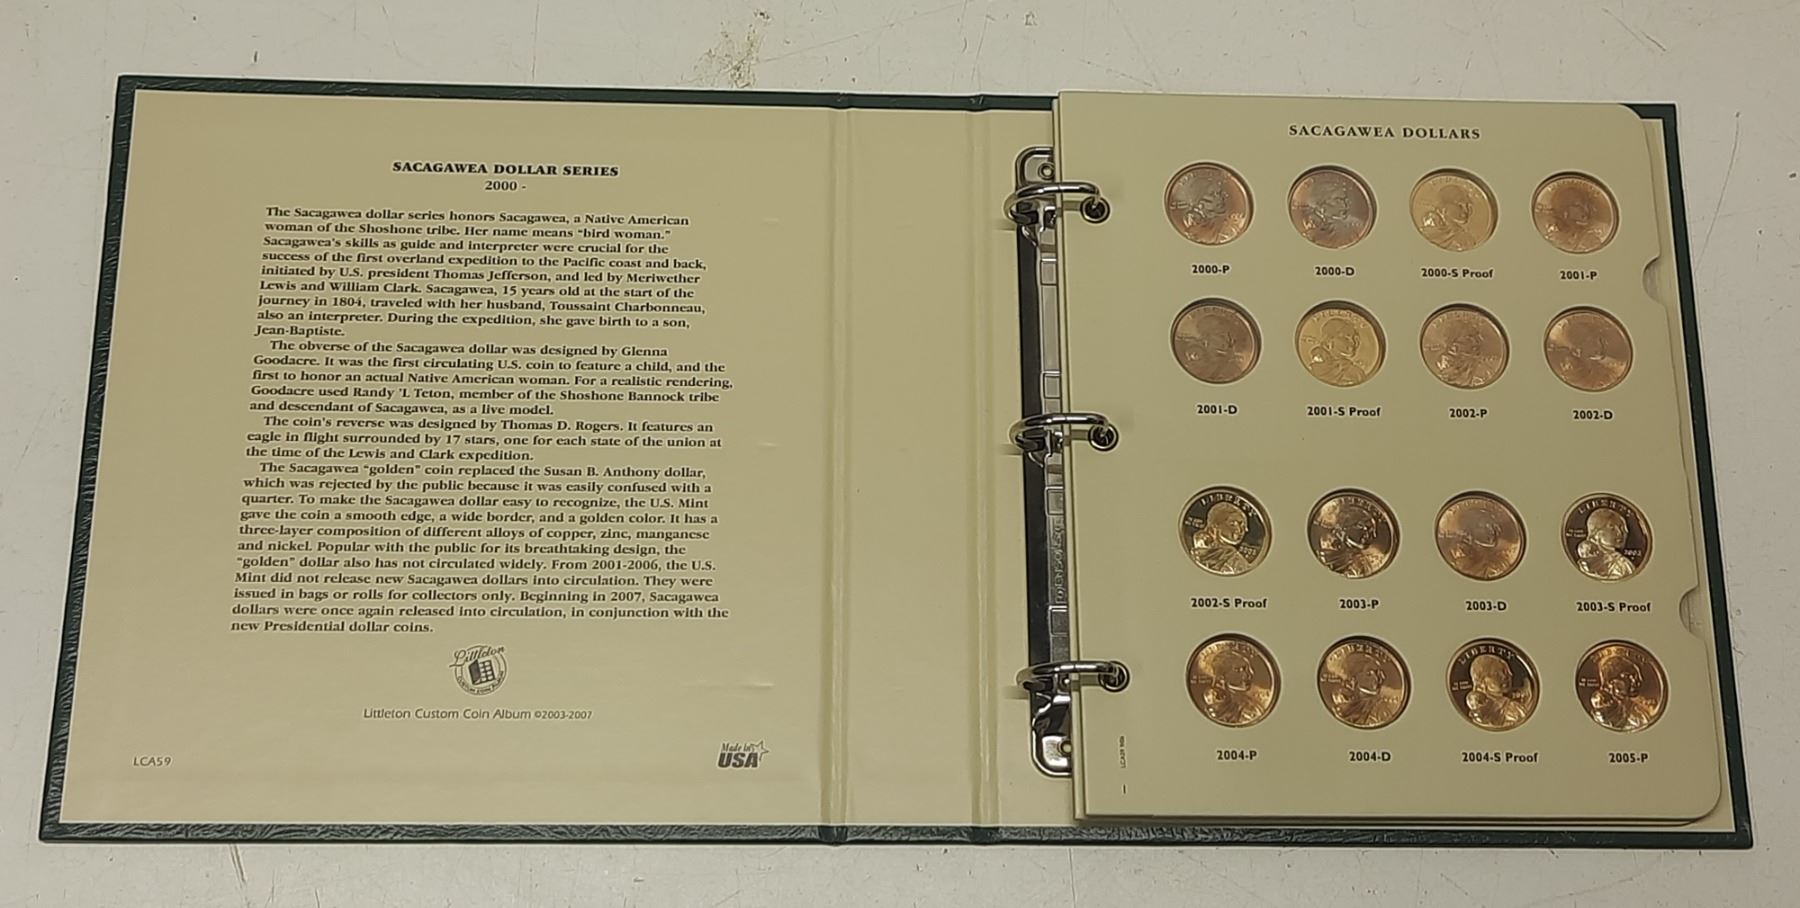 SACAGAWEA DOLLAR SERIES
2000 -
The Sacagawea dollar series honors Sacagawea, a Native American
woman of the Shoshone tribe. Her name means “bird woman.”
Sacagawea's skills as guide and interpreter were crucial for the
success of the first overland expedition to the Pacific coast and back,
initiated by U.S. president Thomas Jefferson, and led by Meriwether
Lewis and William Clark. Sacagawea, 15 years old at the start of the
journey in 1804, traveled with her husband, Toussaint Charbonneau,
also an interpreter. During the expedition, she gave birth to a son,
Jean-Baptiste.
The obverse of the Sacagawea dollar was designed by Glenna
Goodacre. It was the first circulating U.S. coin to feature a child, and the
first to honor an actual Native American woman. For a realistic rendering,
Goodacre used Randy 'L Teton, member of the Shoshone Bannock tribe
and descendant of Sacagawea, as a live model.
The coin's reverse was designed by Thomas D. Rogers. It features an
eagle in flight surrounded by 17 stars, one for each state of the union at
the time of the Lewis and Clark expedition.
The Sacagawea “golden” coin replaced the Susan B. Anthony dollar,
which was rejected by the public because it was easily confused with a
quarter. To make the Sacagawea dollar easy to recognize, the U.S. Mint
gave the coin a smooth edge, a wide border, and a golden color. It has a
three-layer composition of different alloys of copper, zinc, manganese
and nickel. Popular with the public for its breathtaking design, the
“golden” dollar also has not circulated widely. From 2001-2006, the U.S.
Mint did not release new Sacagawea dollars into circulation. They were
issued in bags or rolls for collectors only. Beginning in 2007, Sacagawea
dollars were once again released into circulation, in conjunction with the
new Presidential dollar coins.
Littleton
CUSTOM COIN ALBUM
Littleton Custom Coin Album ©2003-2007
LCA59
Made in
USA
SACAGAWEA DOLLARS
2000-P 2000-D 2000-S Proof 2001-P
2001-D 2001-S Proof 2002-P 2002-D
LIBERTY LIBERTY
2002-S Proof 2003-P 2003-D 2003-S Proof
LIBERTY
2004-P 2004-D 2004-S Proof 2005-P
1